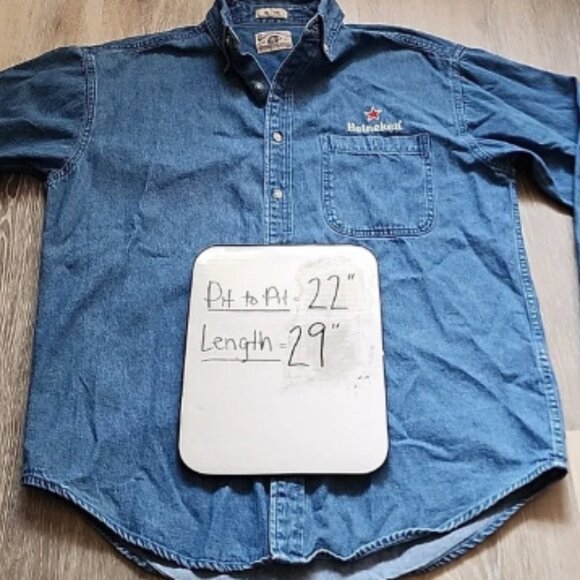 Heineken
Pit to Pit = 22"
Length = 29"